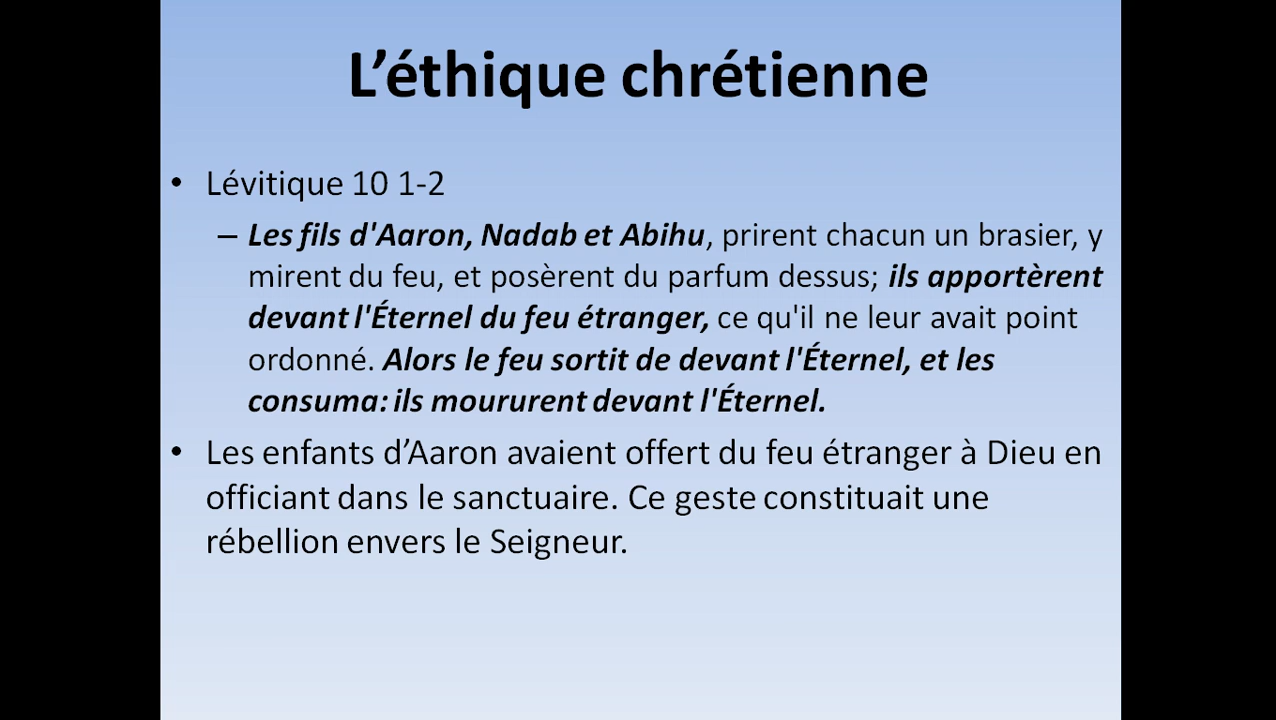 L’éthique chrétienne
• Lévitique 10 1-2
– Les fils d'Aaron, Nadab et Abihu, prirent chacun un brasier, y
mirent du feu, et posèrent du parfum dessus; ils apportèrent
devant l'Éternel du feu étranger, ce qu'il ne leur avait point
ordonné. Alors le feu sortit de devant l'Éternel, et les
consuma: ils moururent devant l'Éternel.
• Les enfants d’Aaron avaient offert du feu étranger à Dieu en
officiant dans le sanctuaire. Ce geste constituait une
rébellion envers le Seigneur.